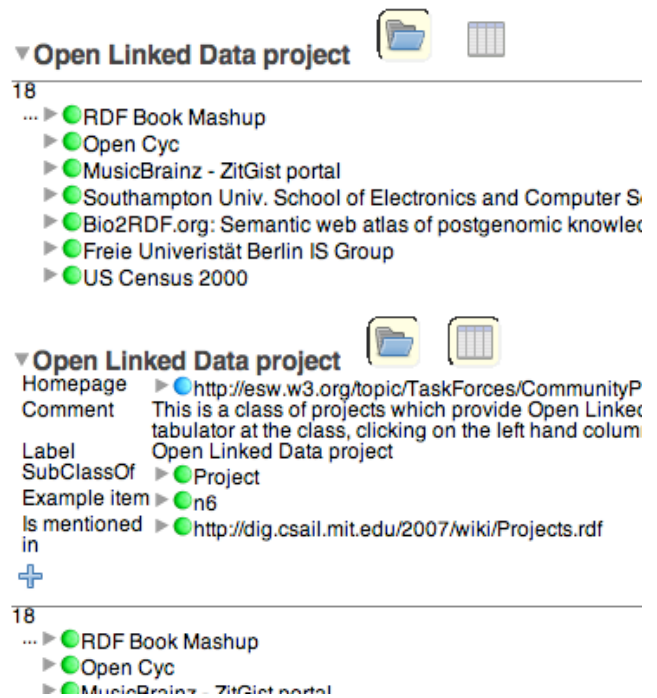 Open Linked Data project
18
... RDF Book Mashup
Open Cyc
MusicBrainz - ZitGist portal
Southampton Univ. School of Electronics and Computer
Bio2RDF.org: Semantic web atlas of postgenomic
Freie Univeristät Berlin IS Group
US Census 2000
Open Linked Data project
Homepage http://esw.w3.org/topic/TaskForces/CommunityP
Comment This is a class of projects which provide Open Linked
tabulator at the class, clicking on the left hand
Label Open Linked Data project
SubClassOf Project
Example item n6
Is mentioned in http://dig.csail.mit.edu/2007/wiki/Projects.rdf
18
... RDF Book Mashup
Open Cyc
MusicBrainz - ZitGist portal